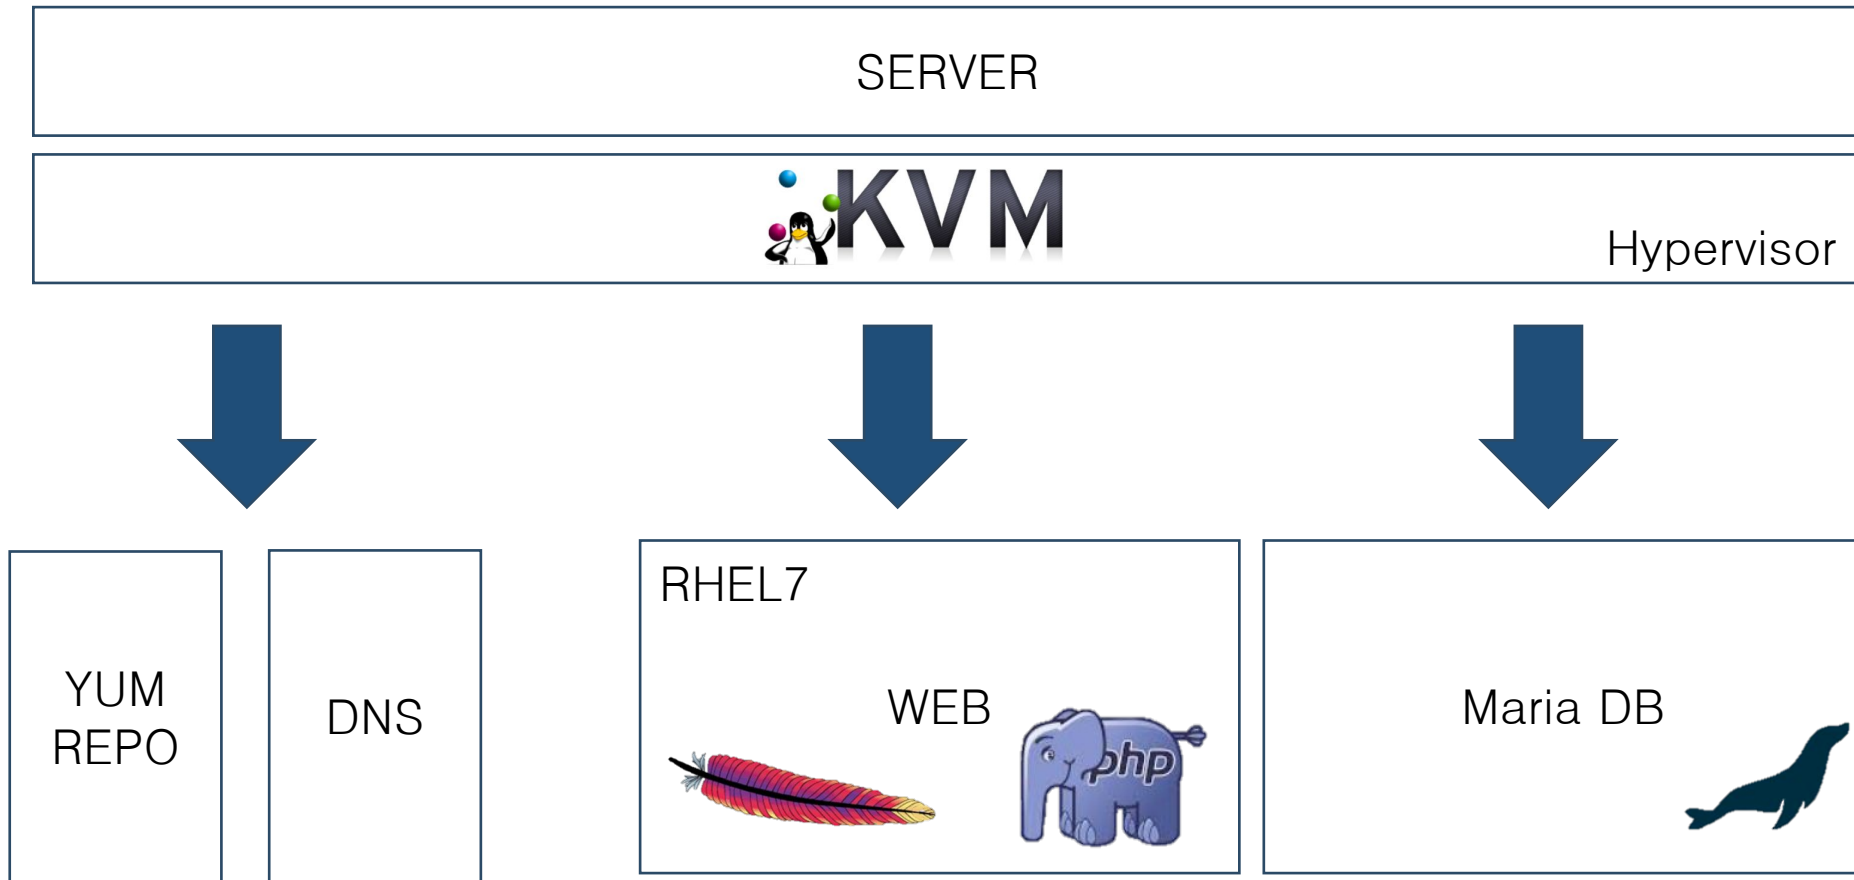 SERVER
KVM
Hypervisor
YUM
REPO
DNS
RHEL7
WEB
php
Maria DB